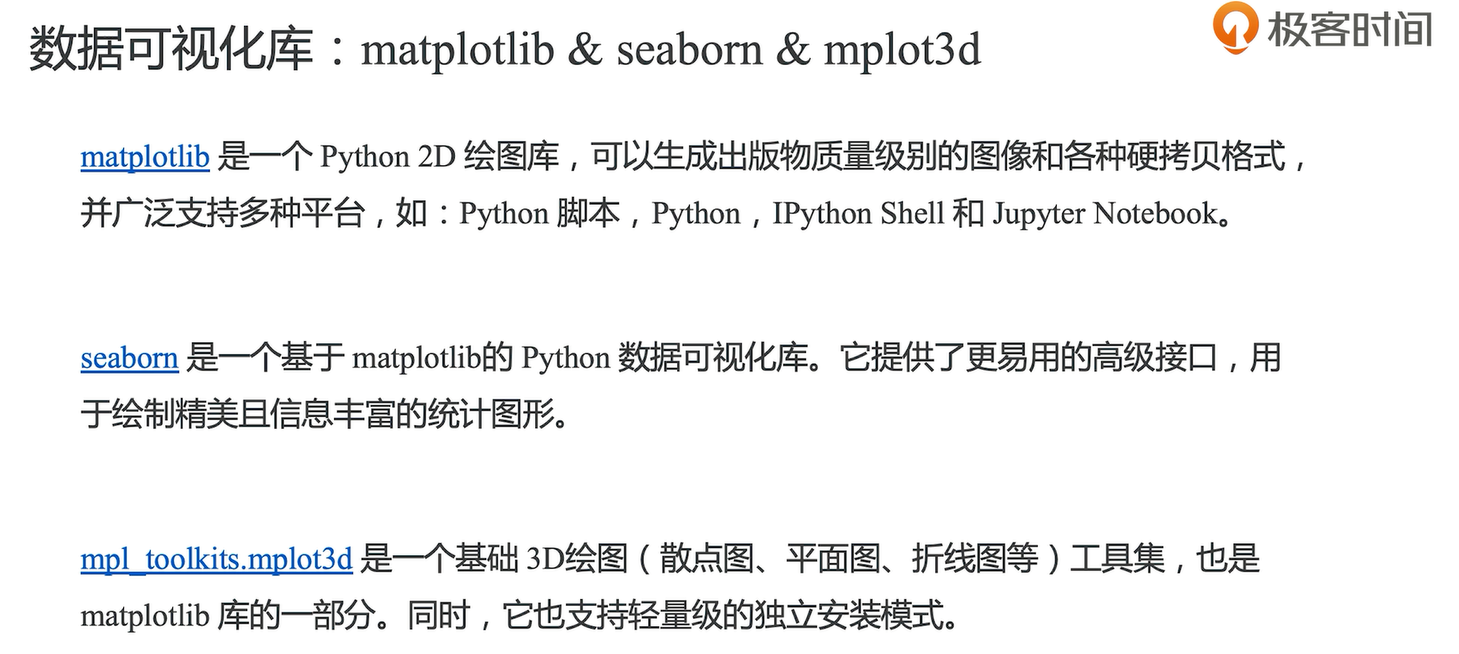 数据可视化库：matplotlib & seaborn & mplot3d
极客时间
matplotlib 是一个 Python 2D 绘图库，可以生成出版物质量级别的图像和各种硬拷贝格式，
并广泛支持多种平台，如：Python 脚本，Python，IPython Shell 和 Jupyter Notebook。
seaborn 是一个基于 matplotlib的 Python 数据可视化库。它提供了更易用的高级接口，用
于绘制精美且信息丰富的统计图形。
mpl_toolkits.mplot3d 是一个基础 3D绘图（散点图、平面图、折线图等）工具集，也是
matplotlib 库的一部分。同时，它也支持轻量级的独立安装模式。